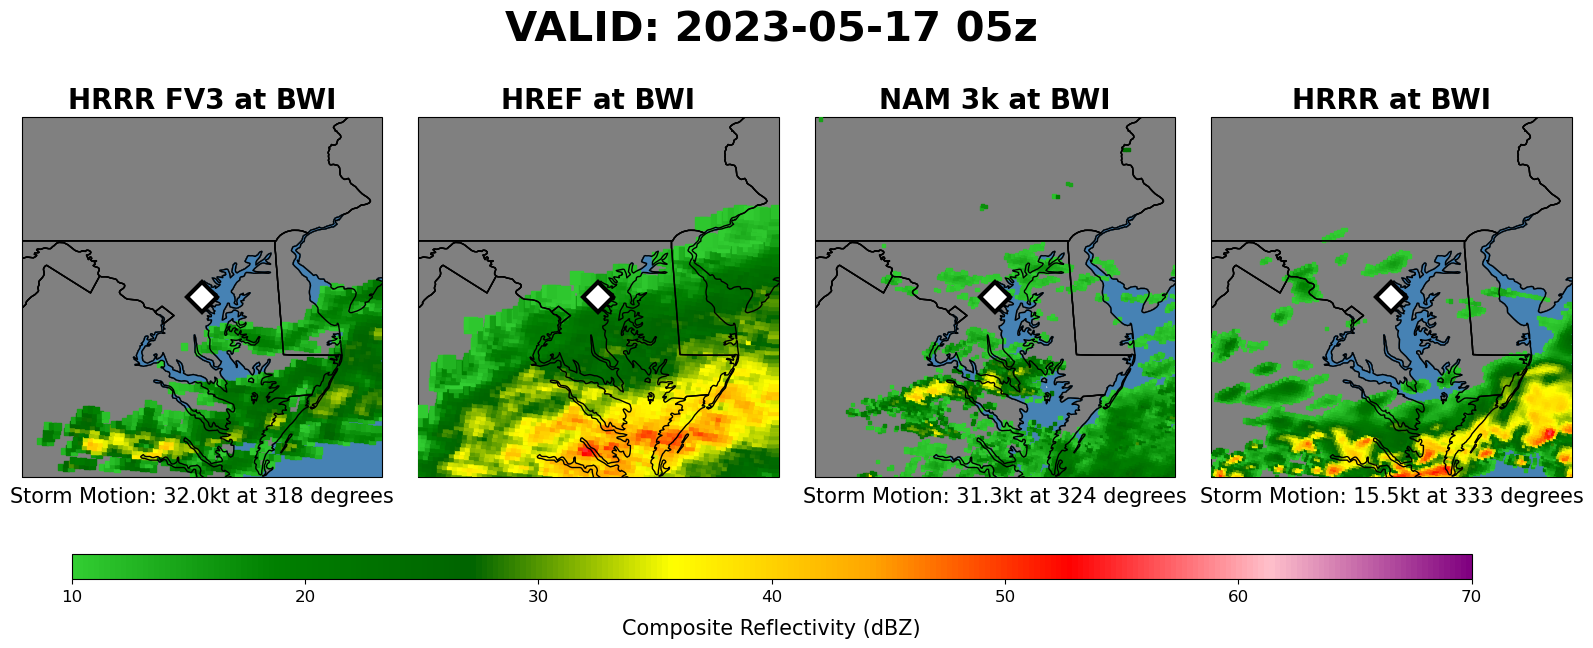 VALID: 2023-05-17 05z
HRRR FV3 at BWI
HREF at BWI
NAM 3k at BWI
HRRR at BWI
Storm Motion: 32.0kt at 318 degrees
Storm Motion: 31.3kt at 324 degrees
Storm Motion: 15.5kt at 333 degrees
10 20 30 40 50 60 70
Composite Reflectivity (dBZ)